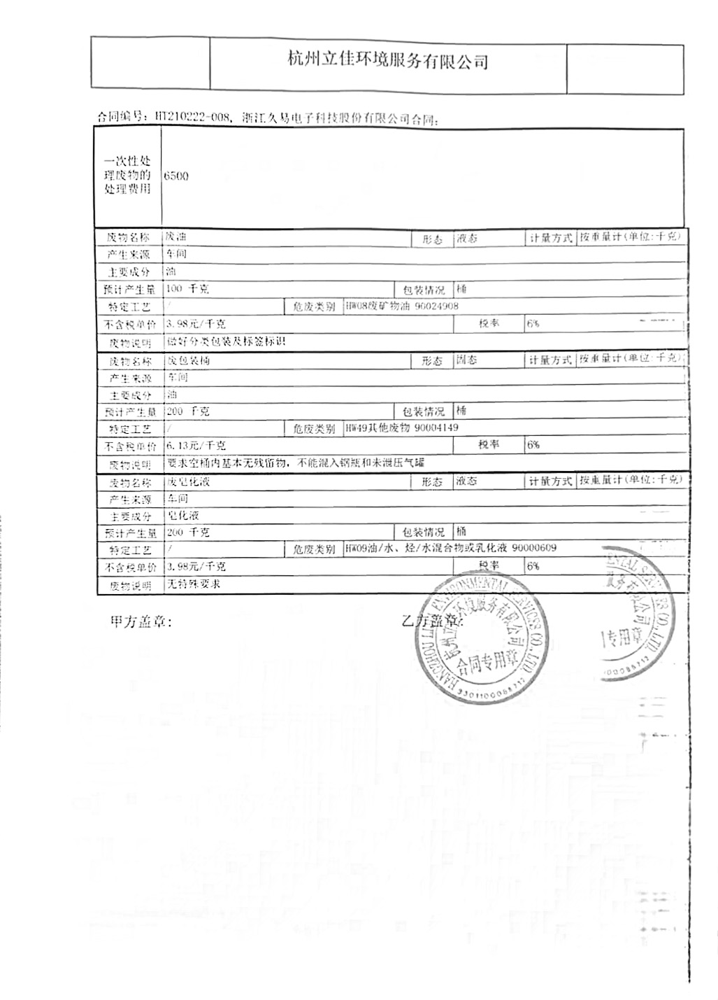 杭州立佳环境服务有限公司
合同编号: HT210222-008, 浙江久易电子科技股份有限公司合同:
一次性处理废物的处理费用 6500
废物名称 废油 形态 液态 计量方式 按重量计(单位:千克)
产生来源 车间
主要成分 油
预计产生量 100 千克 包装情况 桶
特定工艺 / 危废类别 HW08废矿物油 90024908
不含税单价 3.98元/千克 税率 6%
废物说明 做好分类包装及标签标识
废物名称 废包装桶 形态 固态 计量方式 按重量计(单位:千克)
产生来源 车间
主要成分 油
预计产生量 200 千克 包装情况 桶
特定工艺 / 危废类别 HW49其他废物 90004149
不含税单价 6.13元/千克 税率 6%
废物说明 要求空桶内基本无残留物，不能混入钢瓶和未泄压气罐
废物名称 废皂化液 形态 液态 计量方式 按重量计(单位:千克)
产生来源 车间
主要成分 皂化液
预计产生量 200 千克 包装情况 桶
特定工艺 / 危废类别 HW09油/水、烃/水混合物或乳化液 90000609
不含税单价 3.98元/千克 税率 6%
废物说明 无特殊要求
甲方盖章: 乙方盖章:
HANGZHOU LIJIA ENVIRONMENTAL SERVICES CO.,LTD.
杭州立佳环境服务有限公司
合同专用章
ENTAL SERVICES CO.,LTD.
服务有限公司
专用章